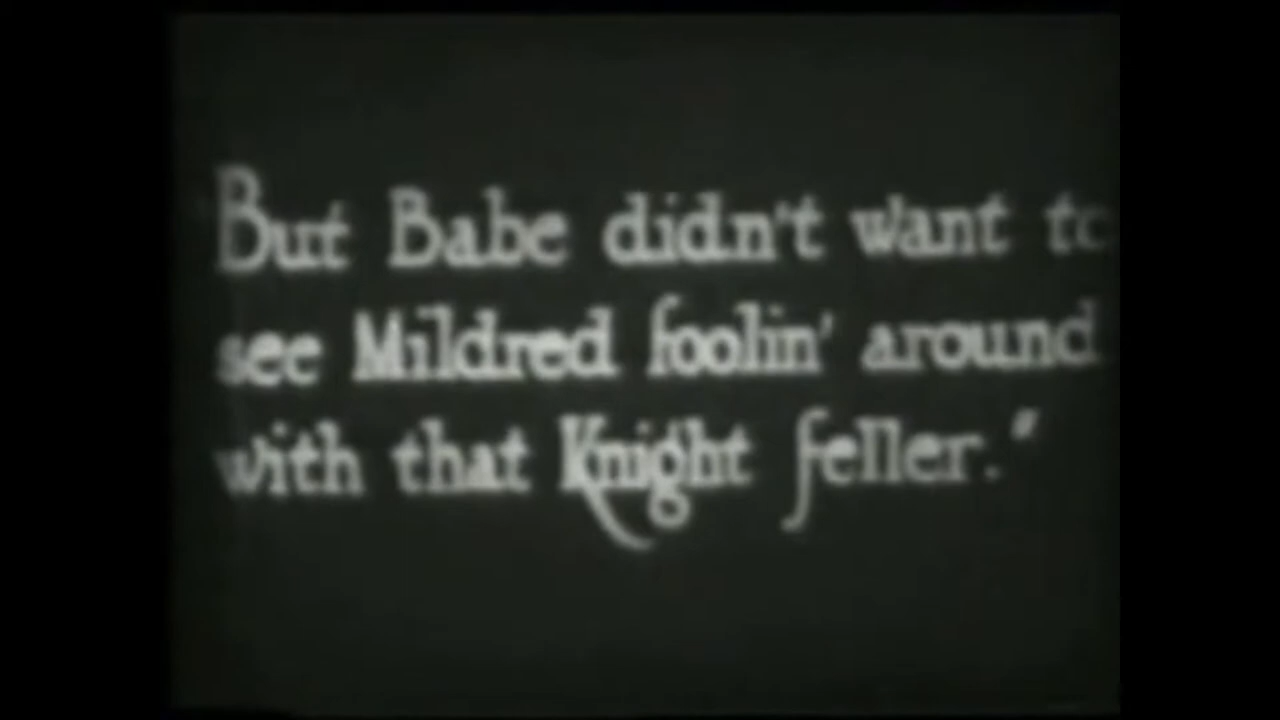 But Babe didn't want to
see Mildred foolin' around
with that Knight feller."